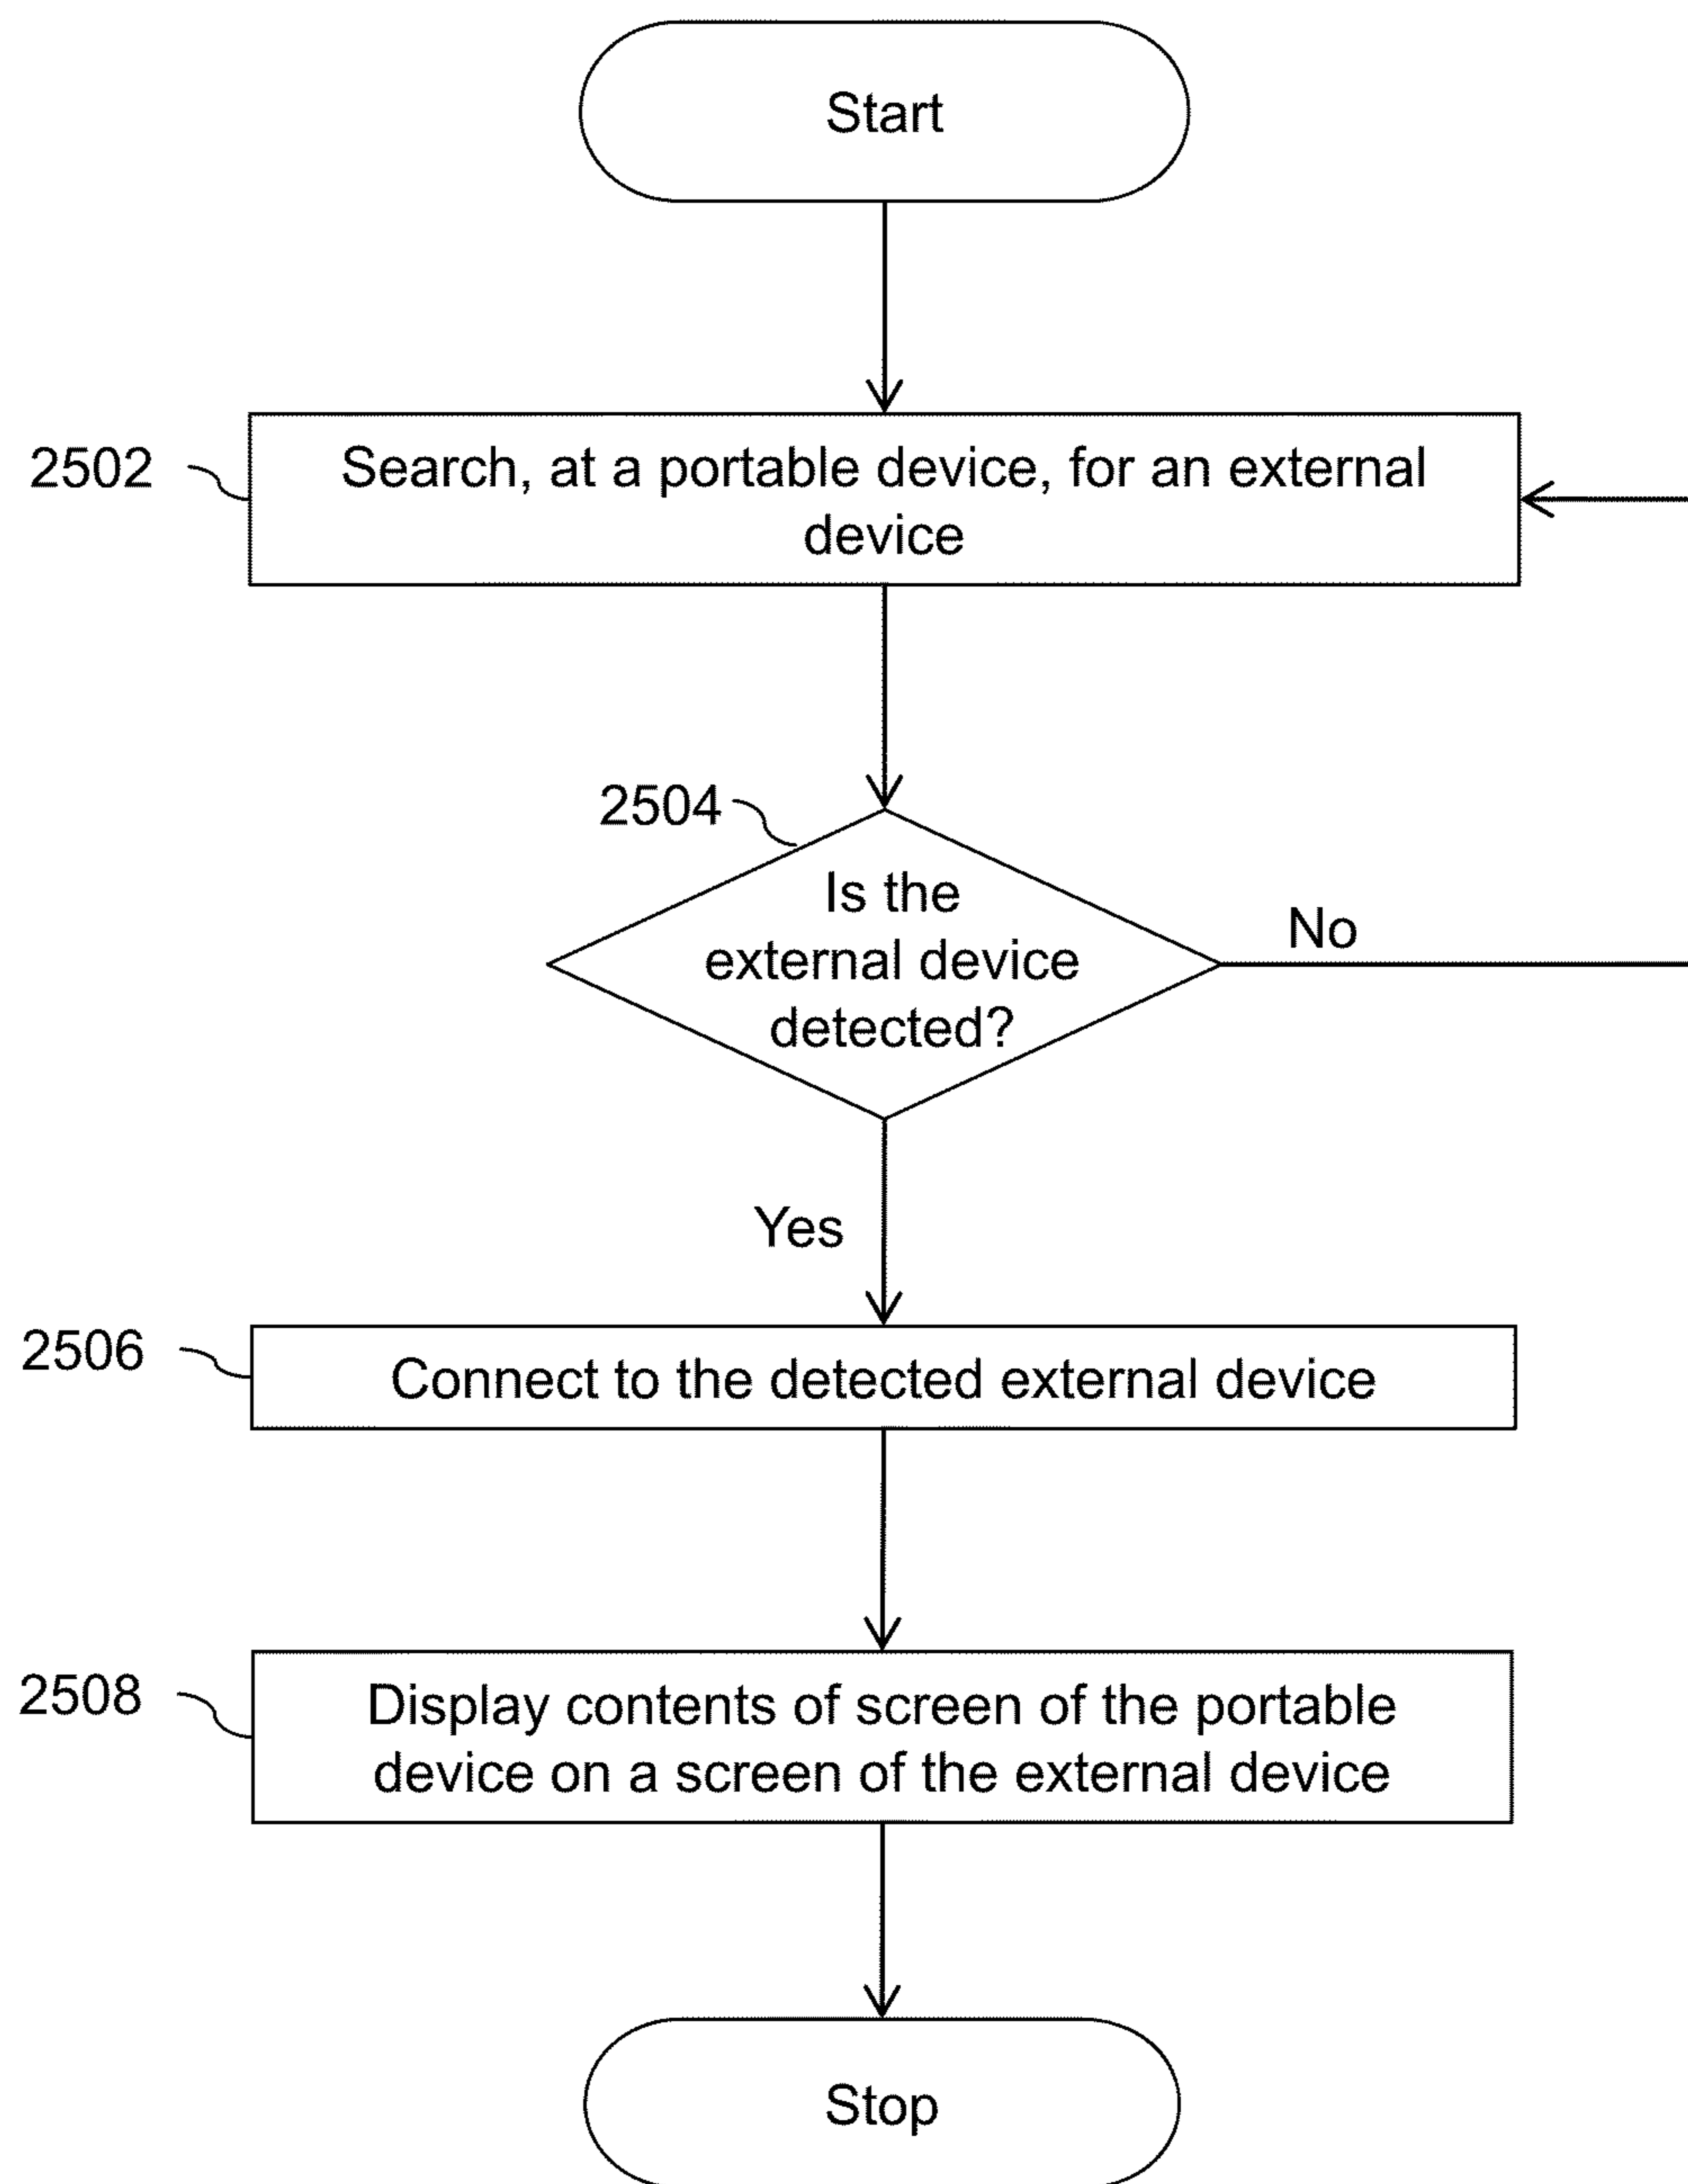 Start
2502
Search, at a portable device, for an external
device
2504
Is the
external device
detected?
No
Yes
2506
Connect to the detected external device
2508
Display contents of screen of the portable
device on a screen of the external device
Stop